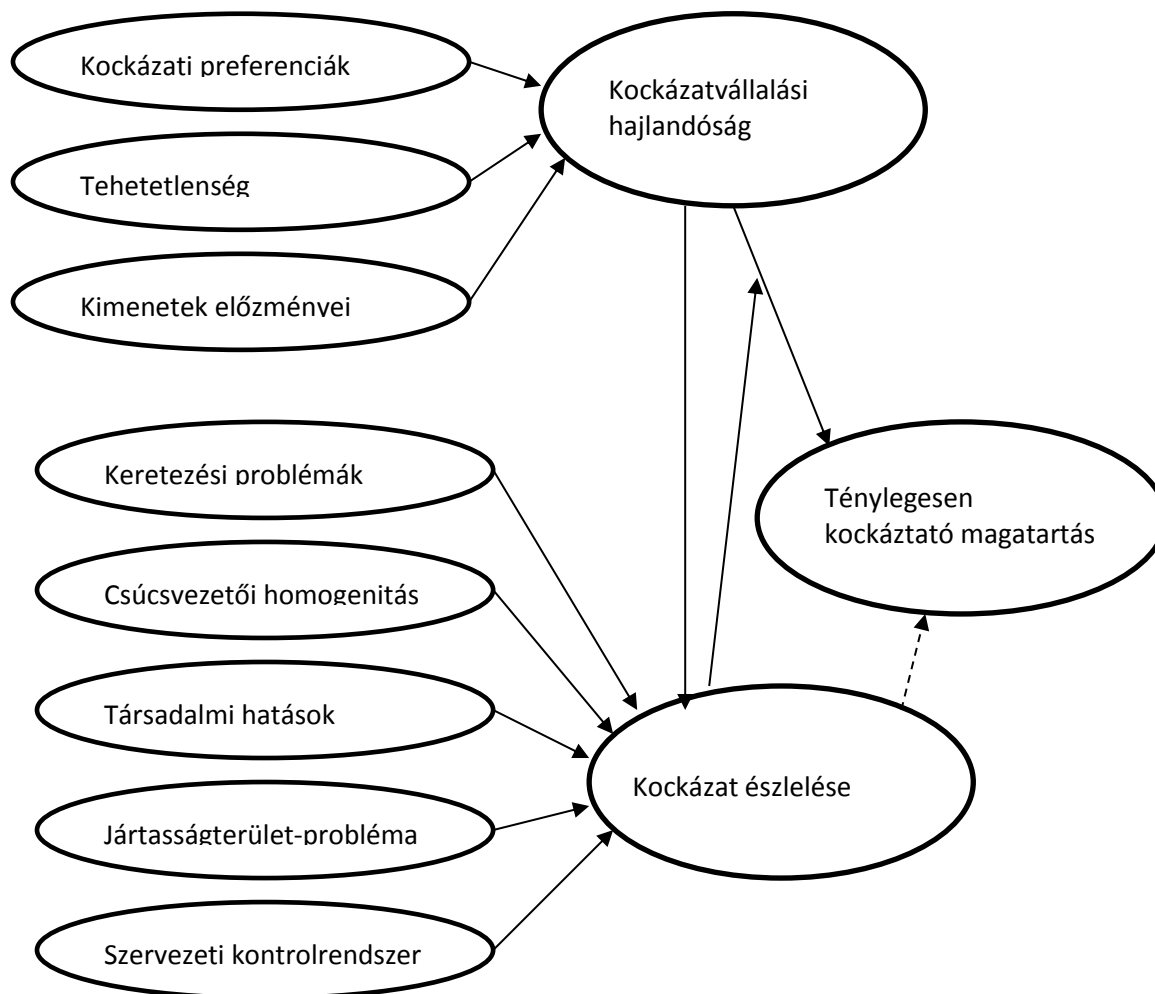 Kockázati preferenciák
Kockázatvállalási
hajlandóság
Tehetetlenség
Kimenetek előzményei
Keretezési problémák
Ténylegesen
kockáztató magatartás
Csúcsvezetői homogenitás
Társadalmi hatások
Kockázat észlelése
Jártasságterület-probléma
Szervezeti kontrolrendszer